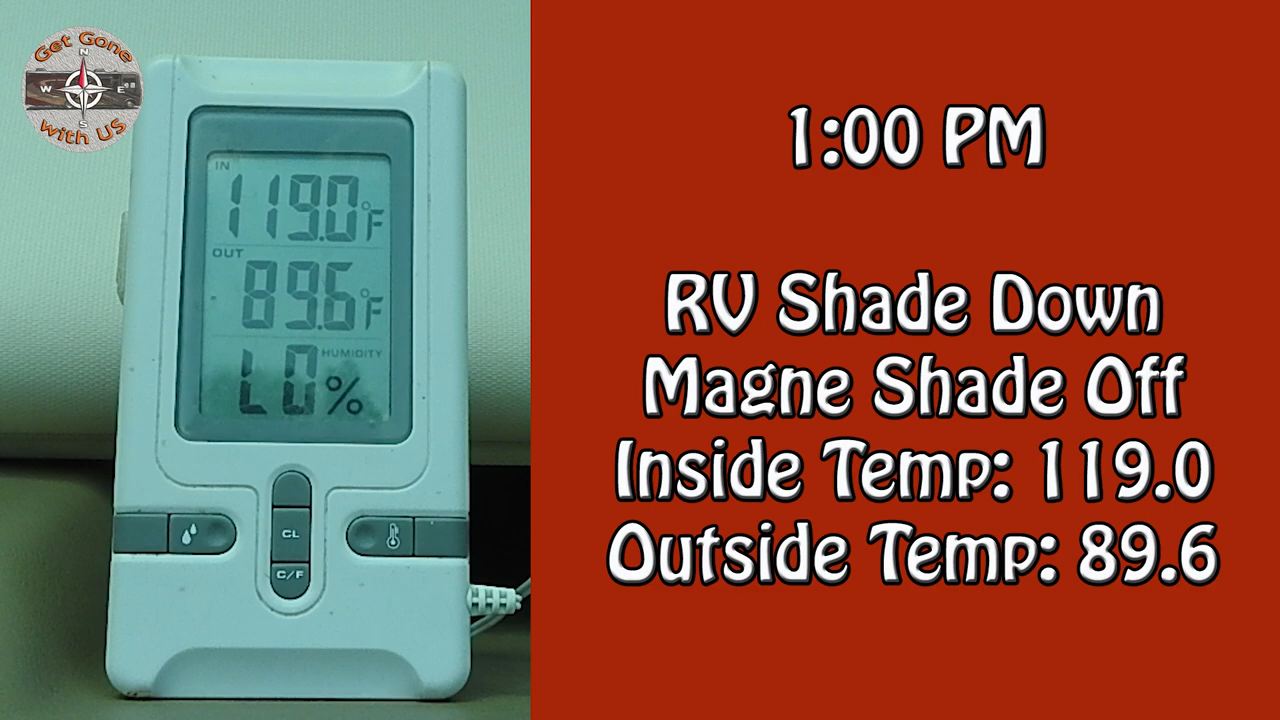 Get Gone
N
W E
S
with US
IN
119.0°F
OUT
89.6°F
HUMIDITY
LO%
CL
C/F
1:00 PM
RV Shade Down
Magne Shade Off
Inside Temp: 119.0
Outside Temp: 89.6